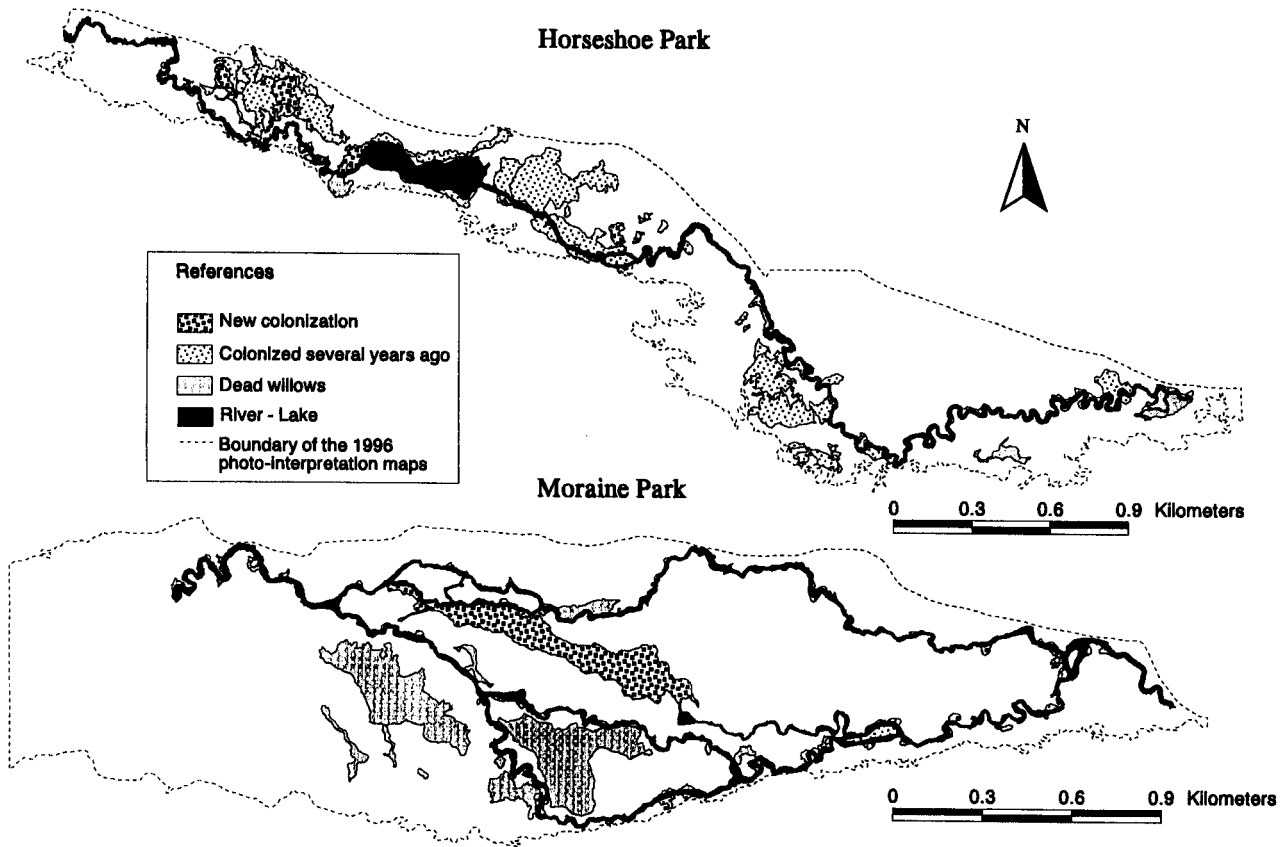 Horseshoe Park
N
References
New colonization
Colonized several years ago
Dead willows
River - Lake
Boundary of the 1996
photo-interpretation maps
0 0.3 0.6 0.9 Kilometers
Moraine Park
0 0.3 0.6 0.9 Kilometers